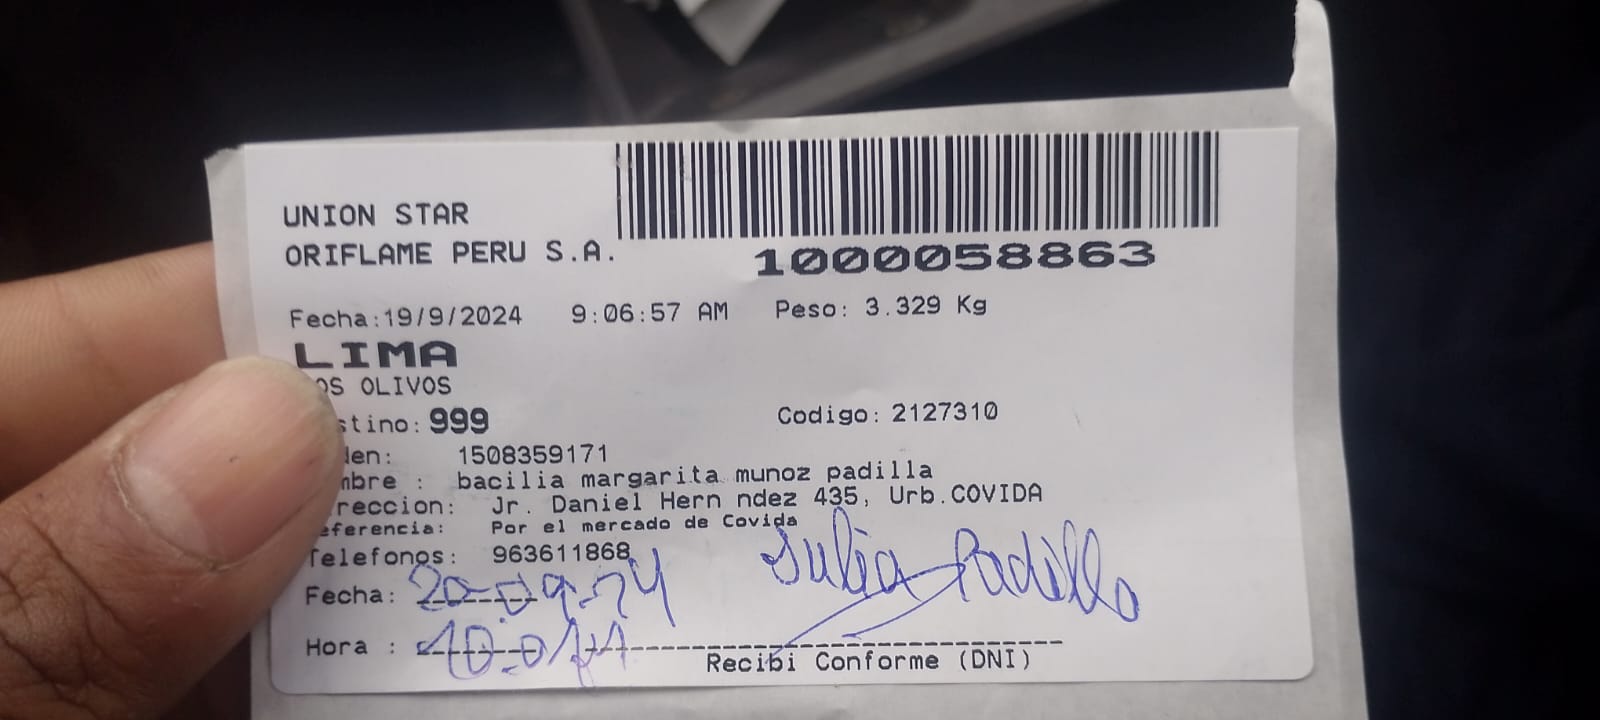 UNION STAR
ORIFLAME PERU S.A.
1000058863
Fecha:19/9/2024 9:06:57 AM Peso: 3.329 Kg
LIMA
OS OLIVOS
stino: 999 Codigo: 2127310
den: 1508359171
mbre : bacilia margarita munoz padilla
reccion: Jr. Daniel Hern ndez 435, Urb.COVIDA
eferencia: Por el mercado de Covida
Telefonos: 963611868
Julia Padilla
Fecha: 20-09-24
Hora :
Recibi Conforme (DNI)